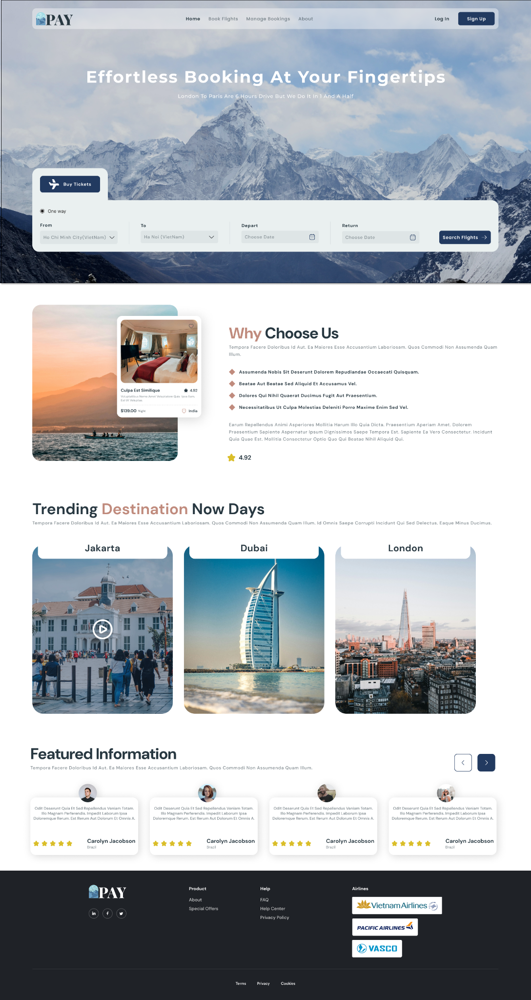 PAY
Home Book Flights Manage Bookings About
Log In Sign Up
Effortless Booking At Your Fingertips
London To Paris Are 6 Hours Drive But We Do It In 1 And A Half
Buy Tickets
One way
From To Depart Return
Ho Chi Minh City(VietNam) Ha Noi (VietNam) Choose Date Choose Date Search Flights
Culpa Est Similique 4.92
Voluptatibus Nemo Amet Voluptatem Quia. Ipsa Eum.
Est Ut Voluptas.
$139.00 Night India
Why Choose Us
Tempora Facere Doloribus Id Aut. Ea Maiores Esse Accusantium Laboriosam. Quos Commodi Non Assumenda Quam
Illum.
Assumenda Nobis Sit Deserunt Dolorem Repudiandae Occaecati Quisquam.
Beatae Aut Beatae Sed Aliquid Et Accusamus Vel.
Dolores Qui Nihil Quaerat Ducimus Fugit Aut Praesentium.
Necessitatibus Ut Culpa Molestias Deleniti Porro Maxime Enim Sed Vel.
Earum Repellendus Animi Asperiores Mollitia Harum Illo Quia Dicta. Praesentium Aperiam Amet. Dolorem
Praesentium Sapiente Aspernatur Ipsum Dignissimos Saepe Tempora Est. Sapiente Ea Vero Consectetur. Incidunt
Quia Quae Est. Mollitia Consectetur Optio Quo Qui Beatae Nihil Aliquid Qui.
4.92
Trending Destination Now Days
Tempora Facere Doloribus Id Aut. Ea Maiores Esse Accusantium Laboriosam. Quos Commodi Non Assumenda Quam Illum. Id Omnis Saepe Corrupti Incidunt Qui Sed Delectus. Eaque Minus Ducimus.
Jakarta Dubai London
Featured Information
Tempora Facere Doloribus Id Aut. Ea Maiores Esse Accusantium Laboriosam. Quos Commodi Non Assumenda Quam Illum.
Odit Deserunt Quia Et Sed Repellendus Veniam Totam.
Illo Magnam Perferendis. Impedit Laborum Ipsa
Doloremque Rerum. Est Rerum Aut Dolorum Et Omnis A.
Carolyn Jacobson
Brazil
Odit Deserunt Quia Et Sed Repellendus Veniam Totam.
Illo Magnam Perferendis. Impedit Laborum Ipsa
Doloremque Rerum. Est Rerum Aut Dolorum Et Omnis A.
Carolyn Jacobson
Brazil
Odit Deserunt Quia Et Sed Repellendus Veniam Totam.
Illo Magnam Perferendis. Impedit Laborum Ipsa
Doloremque Rerum. Est Rerum Aut Dolorum Et Omnis A.
Carolyn Jacobson
Brazil
Odit Deserunt Quia Et Sed Repellendus Veniam Totam.
Illo Magnam Perferendis. Impedit Laborum Ipsa
Doloremque Rerum. Est Rerum Aut Dolorum Et Omnis A.
Carolyn Jacobson
Brazil
PAY
Product
About
Special Offers
Help
FAQ
Help Center
Privacy Policy
Airlines
Vietnam Airlines
PACIFIC AIRLINES
VASCO
Terms Privacy Cookies